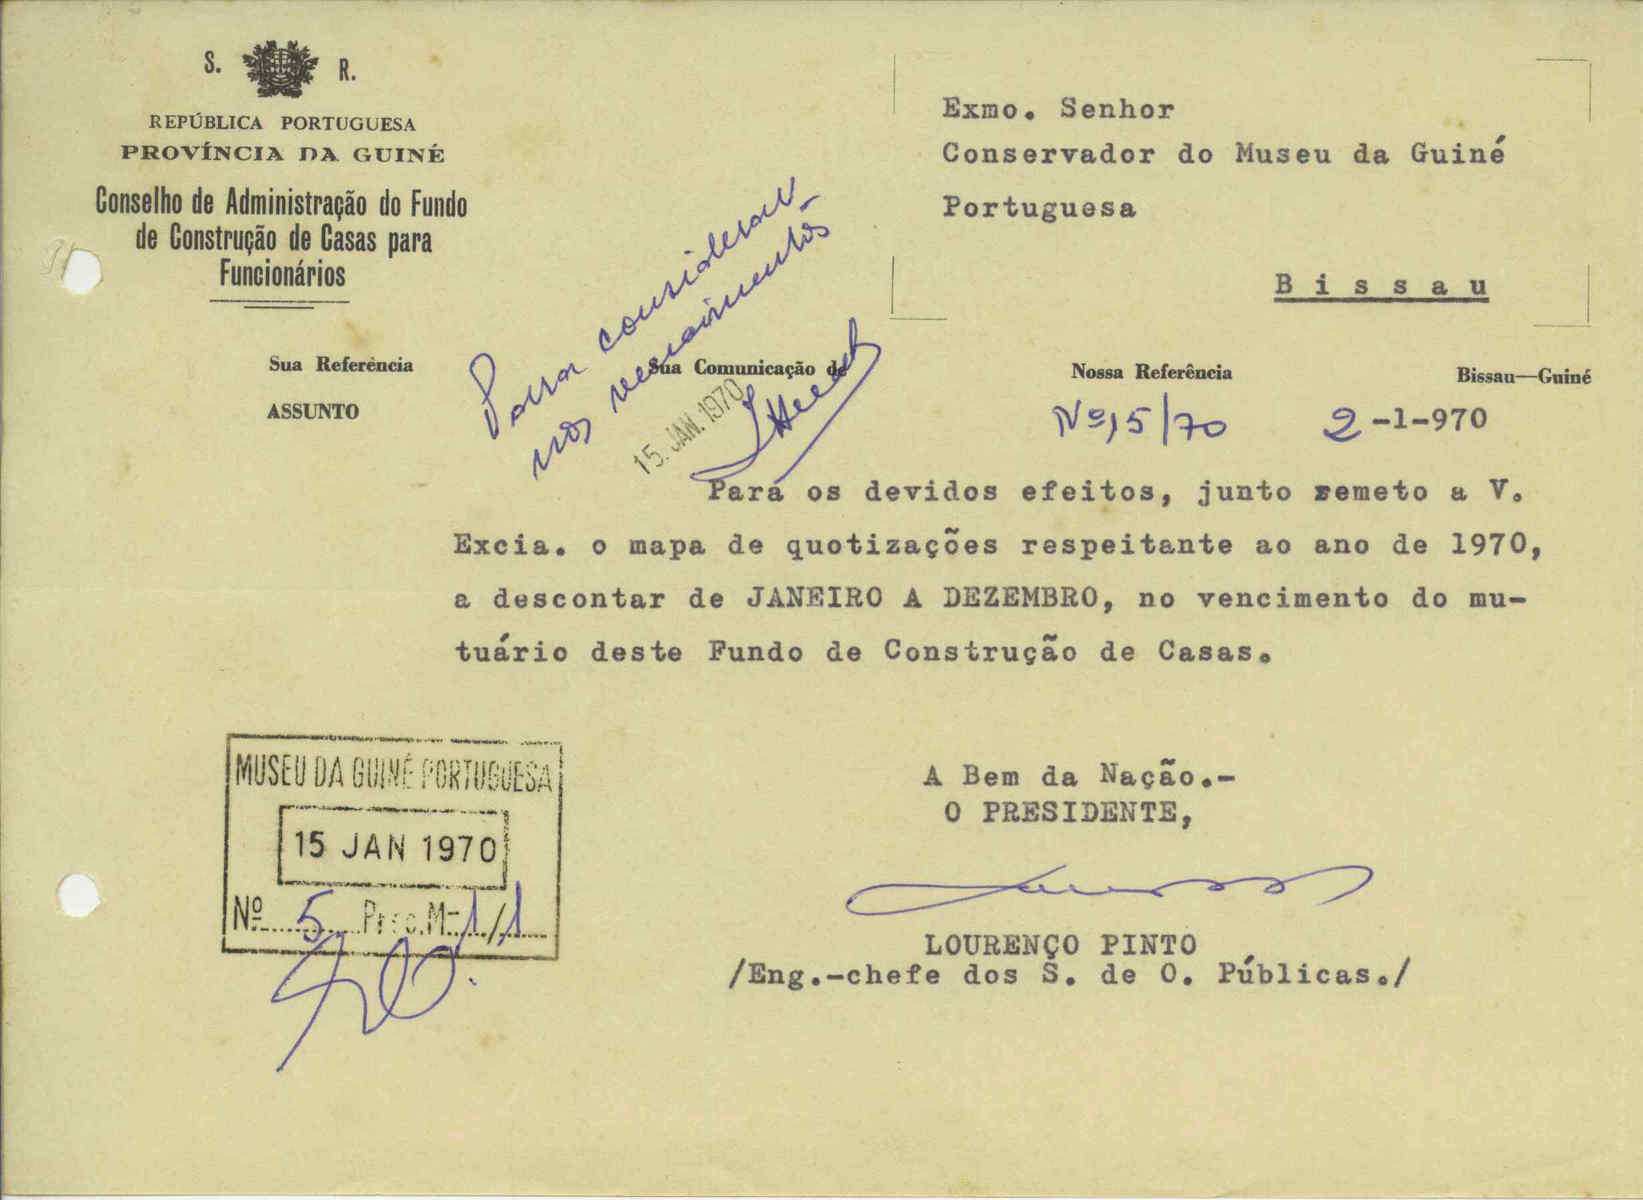 S. R.
REPÚBLICA PORTUGUESA
PROVÍNCIA DA GUINÉ
Conselho de Administração do Fundo
de Construção de Casas para
Funcionários
Exmo. Senhor
Conservador do Museu da Guiné
Portuguesa
Bissau
Para considerar
nos vencimentos
15. JAN. 1970
Sua Referência
Sua Comunicação de
Nossa Referência
Bissau—Guiné
ASSUNTO
Nº, 5/70
2-1-970
Para os devidos efeitos, junto remeto a V.
Excia. o mapa de quotizações respeitante ao ano de 1970,
a descontar de JANEIRO A DEZEMBRO, no vencimento do mu-
tuário deste Fundo de Construção de Casas.
MUSEU DA GUINÉ PORTUGUESA
15 JAN 1970
Nº 5 Proc. M-1/1
A Bem da Nação.-
O PRESIDENTE,
LOURENÇO PINTO
/Eng.-chefe dos S. de O. Públicas./